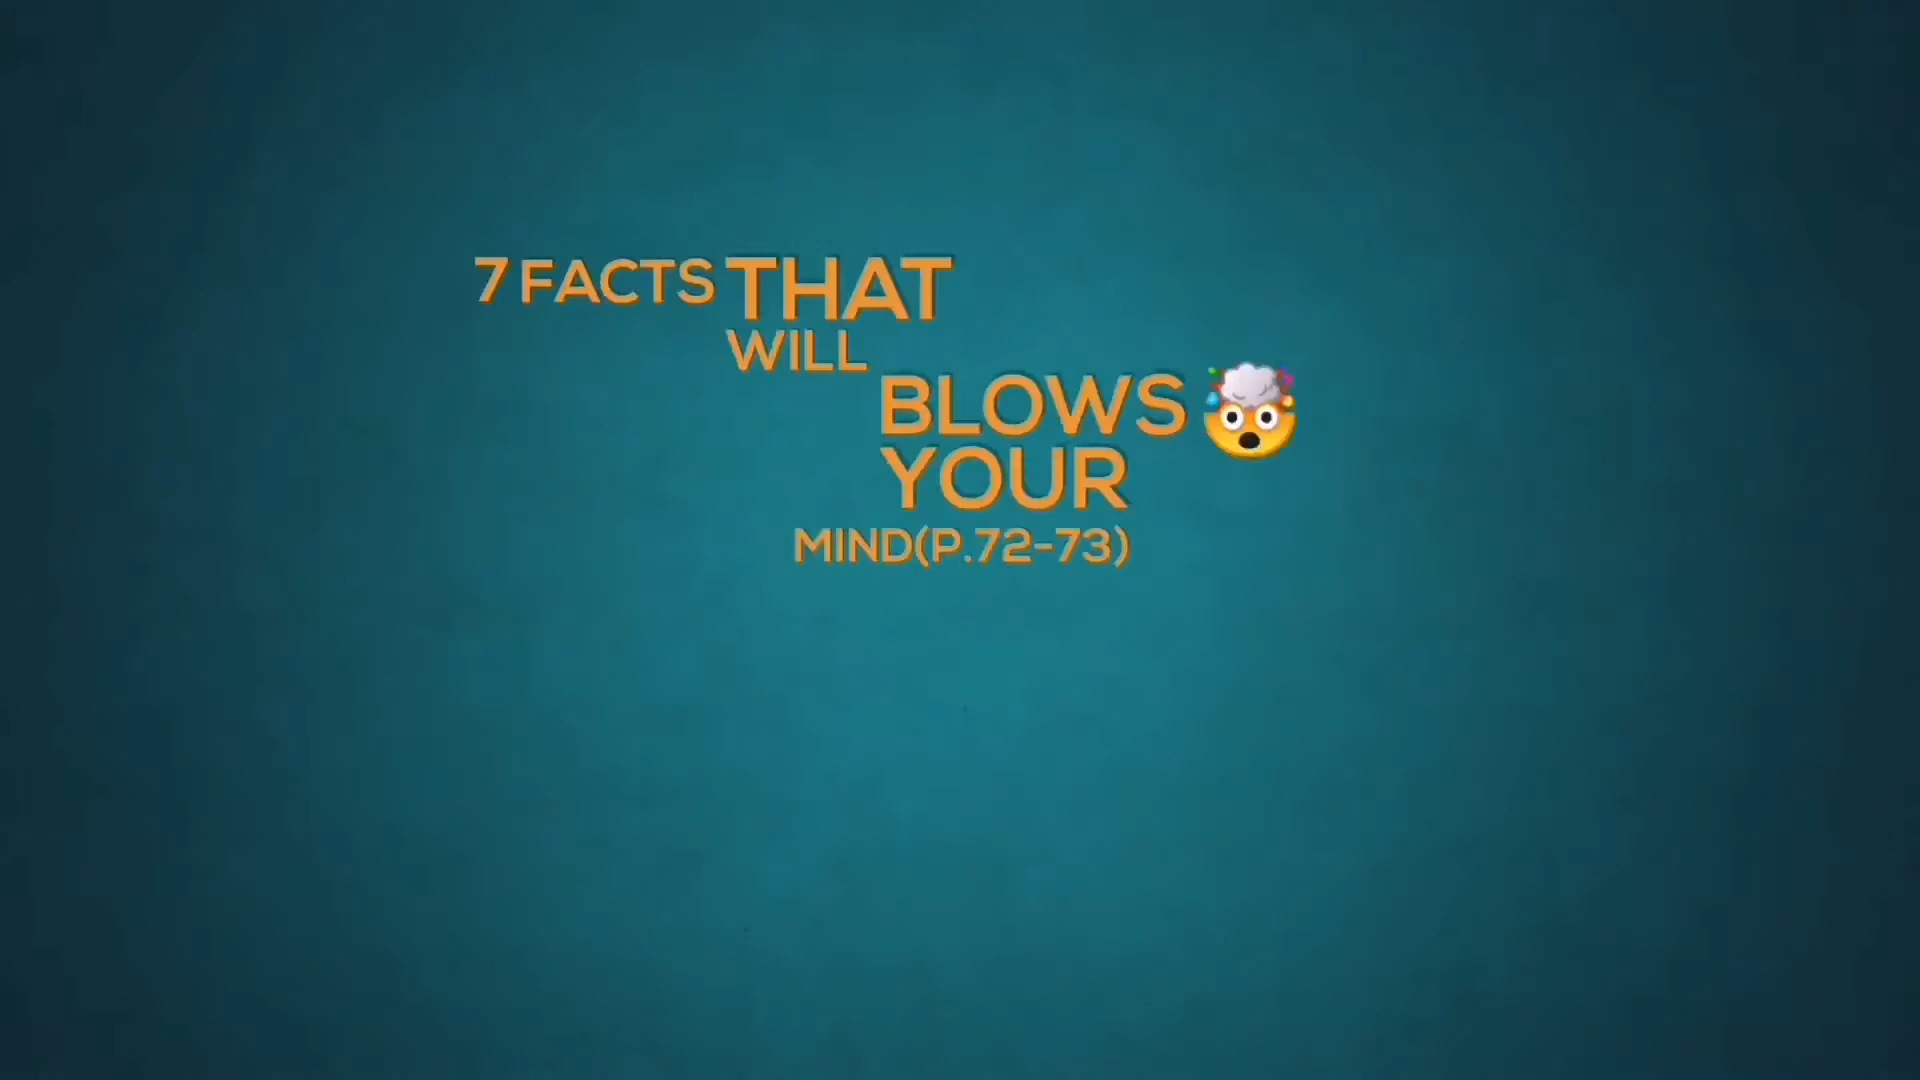 7 FACTS THAT
WILL
BLOWS 🤯
YOUR
MIND(P.72-73)